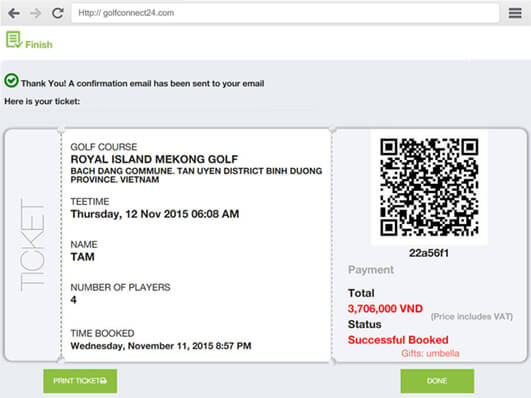 Http:// golfconnect24.com
Finish
Thank You! A confirmation email has been sent to your email
Here is your ticket:
TICKET
GOLF COURSE
ROYAL ISLAND MEKONG GOLF
BACH DANG COMMUNE. TAN UYEN DISTRICT BINH DUONG
PROVINCE. VIETNAM
TEETIME
Thursday, 12 Nov 2015 06:08 AM
NAME
TAM
NUMBER OF PLAYERS
4
TIME BOOKED
Wednesday, November 11, 2015 8:57 PM
22a56f1
Payment
Total
3,706,000 VND
(Price includes VAT)
Status
Successful Booked
Gifts: umbella
PRINT TICKET
DONE